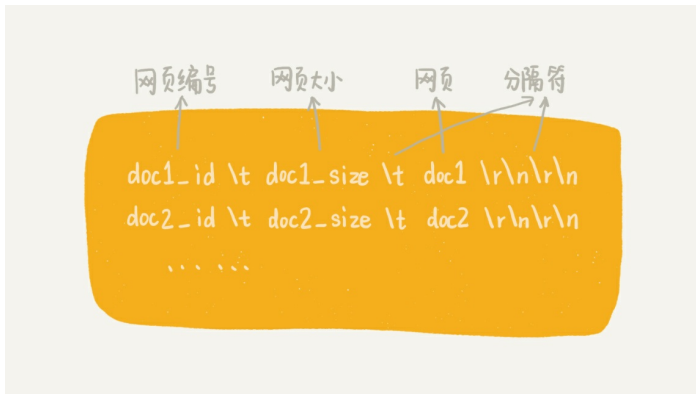 网页编号 网页大小 网页 分隔符
doc1_id \t doc1_size \t doc1 \r\n\r\n
doc2_id \t doc2_size \t doc2 \r\n\r\n
... ...